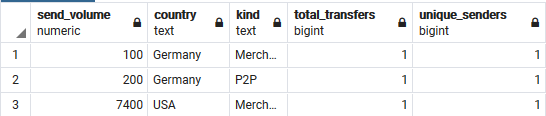 send_volume country kind total_transfers unique_senders
numeric text text bigint bigint
1 100 Germany Merch... 1 1
2 200 Germany P2P 1 1
3 7400 USA Merch... 1 1